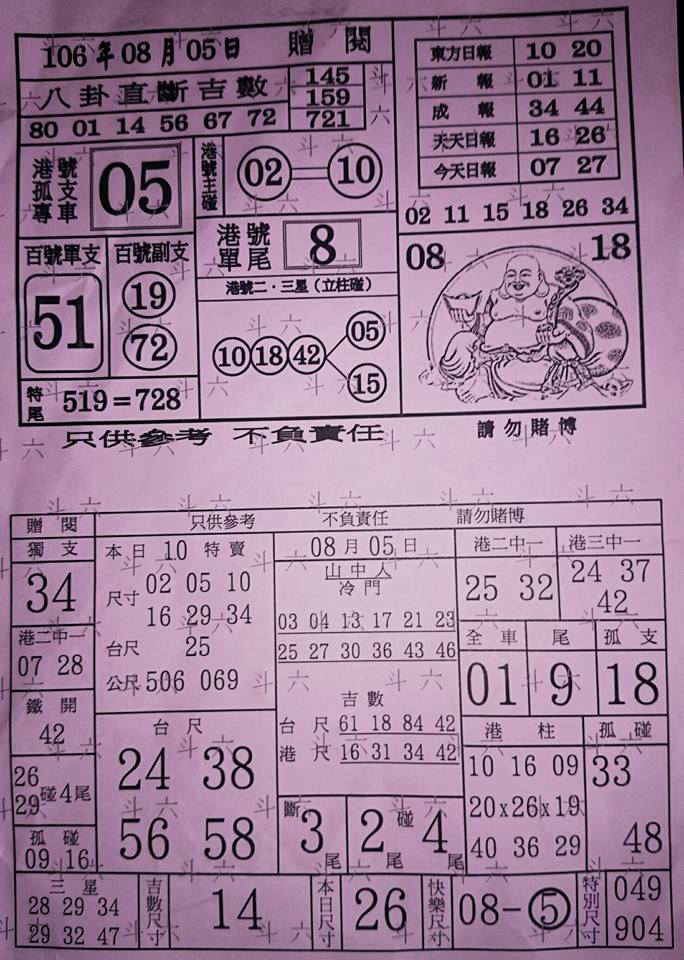 106年08月05日 贈閱
八卦直斷吉數
80 01 14 56 67 72
145
159
721
港號孤支專車
05
港號主碰
02 10
百號單支
51
百號副支
19
72
港號單尾
8
港號二·三星(立柱碰)
10 18 42
05
15
特尾
519=728
東方日報 10 20
新報 01 11
成報 34 44
天天日報 16 26
今天日報 07 27
02 11 15 18 26 34
08 18
只供參考 不負責任 請勿賭博
贈閱 只供參考 不負責任 請勿賭博
獨支
34
港二中一
07 28
鐵開
42
26
29
碰4尾
孤碰
09 16
本日10特賣
尺寸
02 05 10
16 29 34
台尺 25
公尺 506 069
台尺
24 38
56 58
08月05日
山中人
冷門
03 04 13 17 21 23
25 27 30 36 43 46
吉數
台尺 61 18 84 42
港尺 16 31 34 42
斷3尾
2尾碰4尾
港二中一
25 32
港三中一
24 37
42
全車
01
尾
9
孤支
18
港柱
10 16 09
20x26x19
40 36 29
孤碰
33
48
三星
28 29 34
29 32 47
吉數尺寸
14
本日尺寸
26
快樂尺寸
08-5
特別尺寸
049
904
斗六